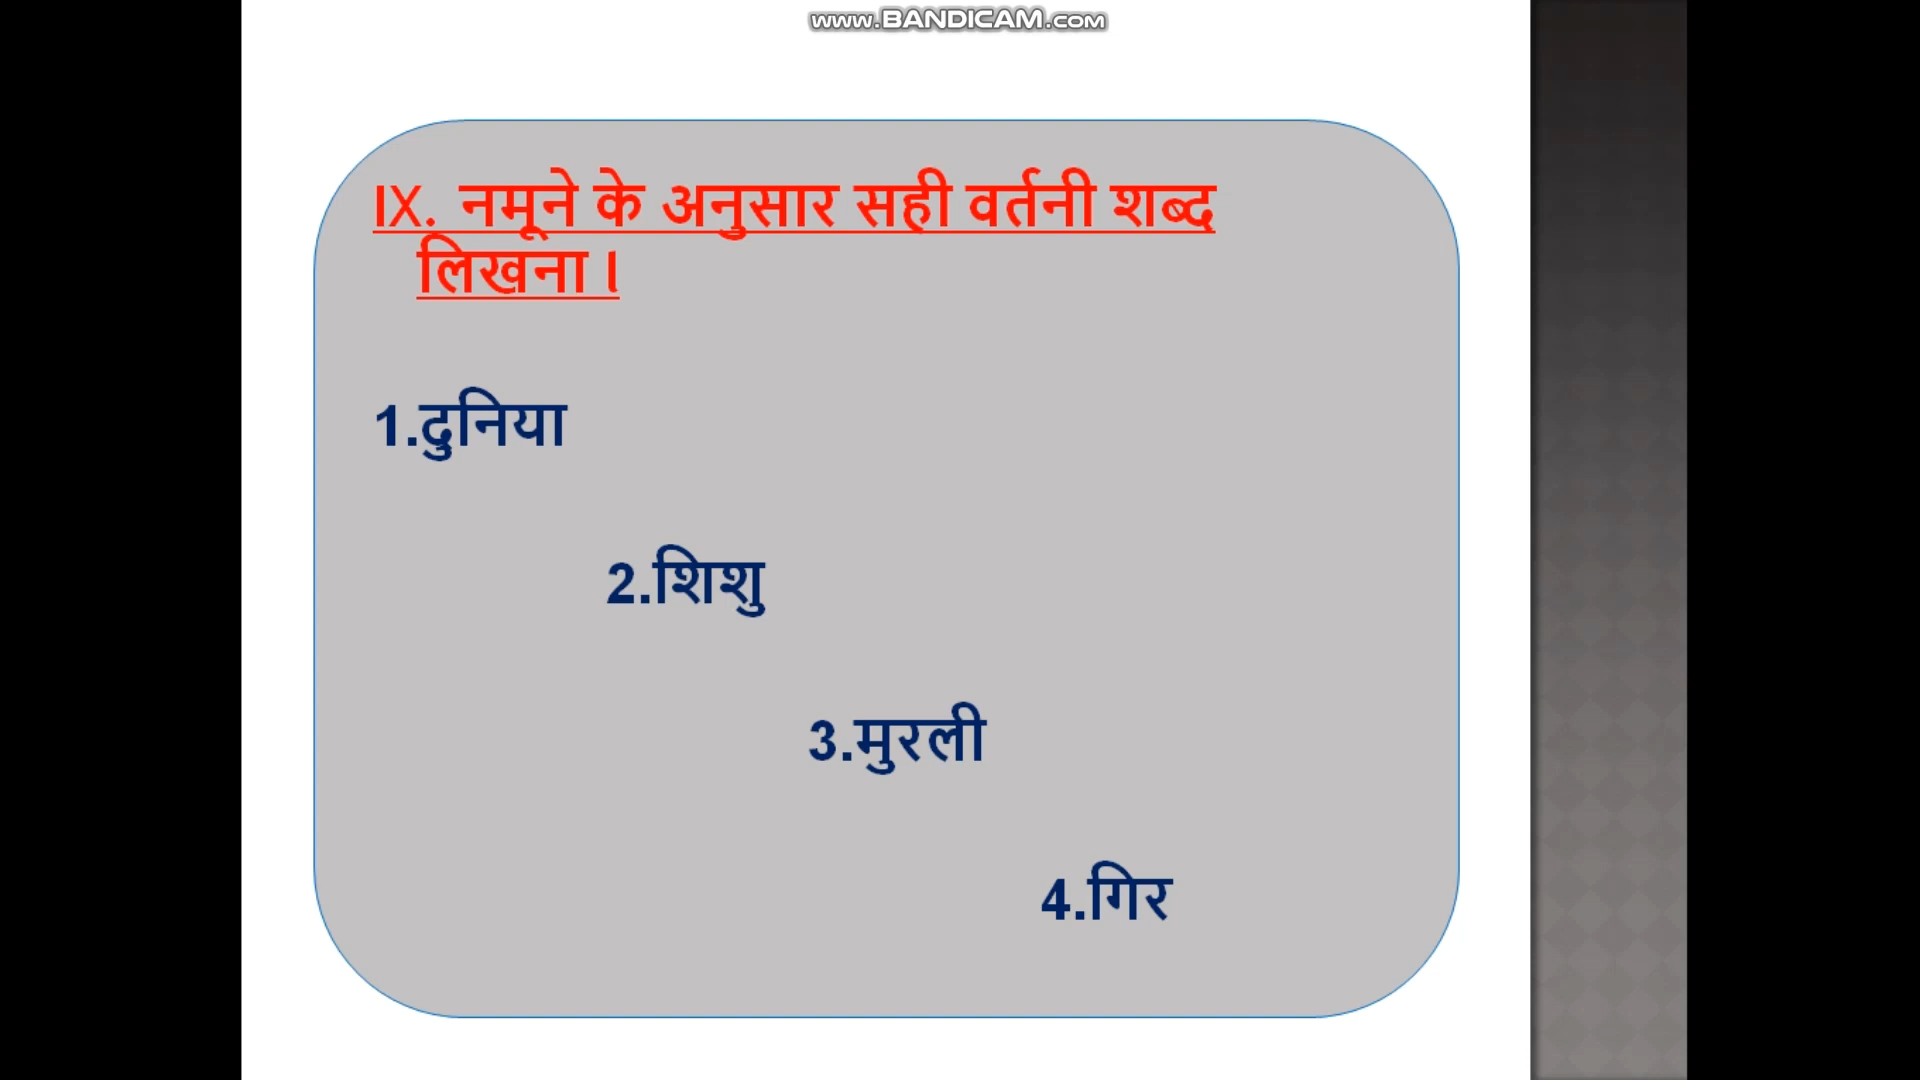 www.BANDICAM.com
IX. नमूने के अनुसार सही वर्तनी शब्द
लिखना।
1.दुनिया
2.शिशु
3.मुरली
4.गिर